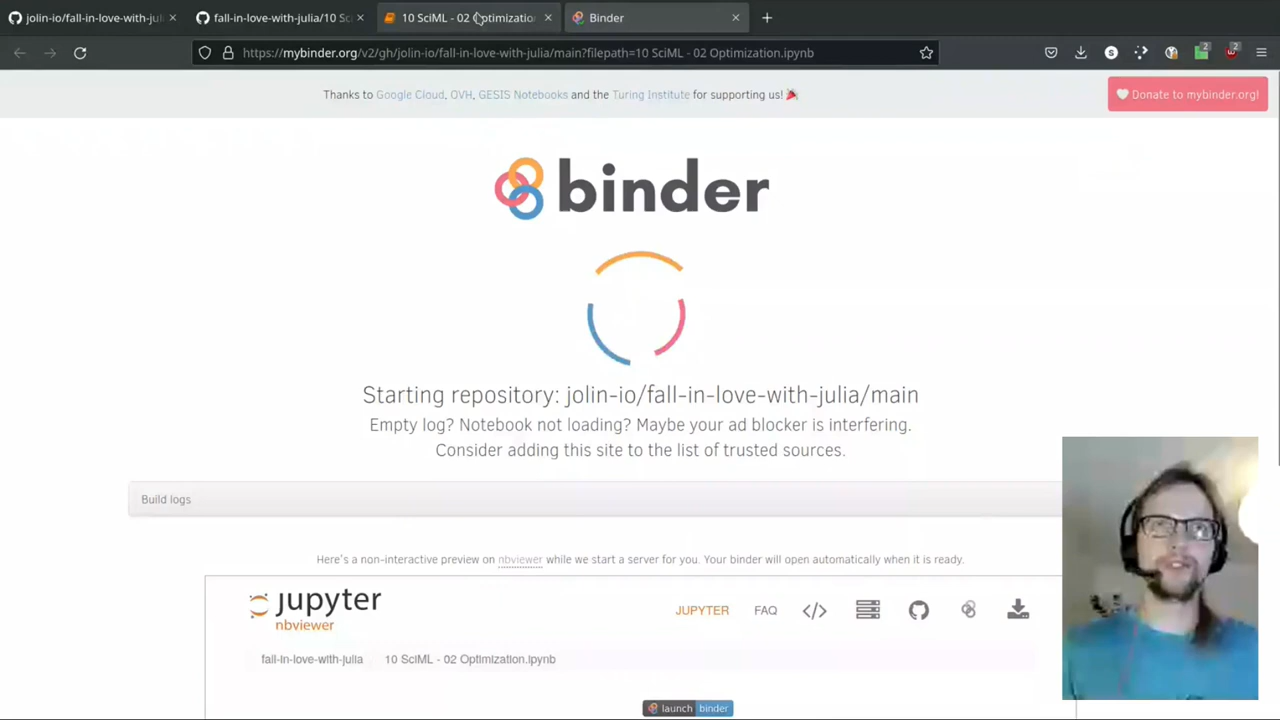 jolin-io/fall-in-love-with-jul
fall-in-love-with-julia/10 Sci
10 SciML - 02 Optimizatio
Binder
https://mybinder.org/v2/gh/jolin-io/fall-in-love-with-julia/main?filepath=10 SciML - 02 Optimization.ipynb
2
2
Thanks to Google Cloud, OVH, GESIS Notebooks and the Turing Institute for supporting us!
Donate to mybinder.org!
binder
Starting repository: jolin-io/fall-in-love-with-julia/main
Empty log? Notebook not loading? Maybe your ad blocker is interfering.
Consider adding this site to the list of trusted sources.
Build logs
Here's a non-interactive preview on nbviewer while we start a server for you. Your binder will open automatically when it is ready.
jupyter
nbviewer
JUPYTER FAQ </>
fall-in-love-with-julia 10 SciML - 02 Optimization.ipynb
launch binder